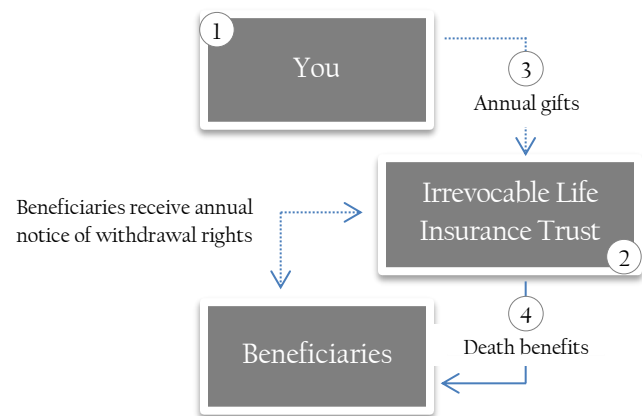 1
You
3
Annual gifts
Irrevocable Life
Insurance Trust
2
Beneficiaries receive annual
notice of withdrawal rights
4
Death benefits
Beneficiaries